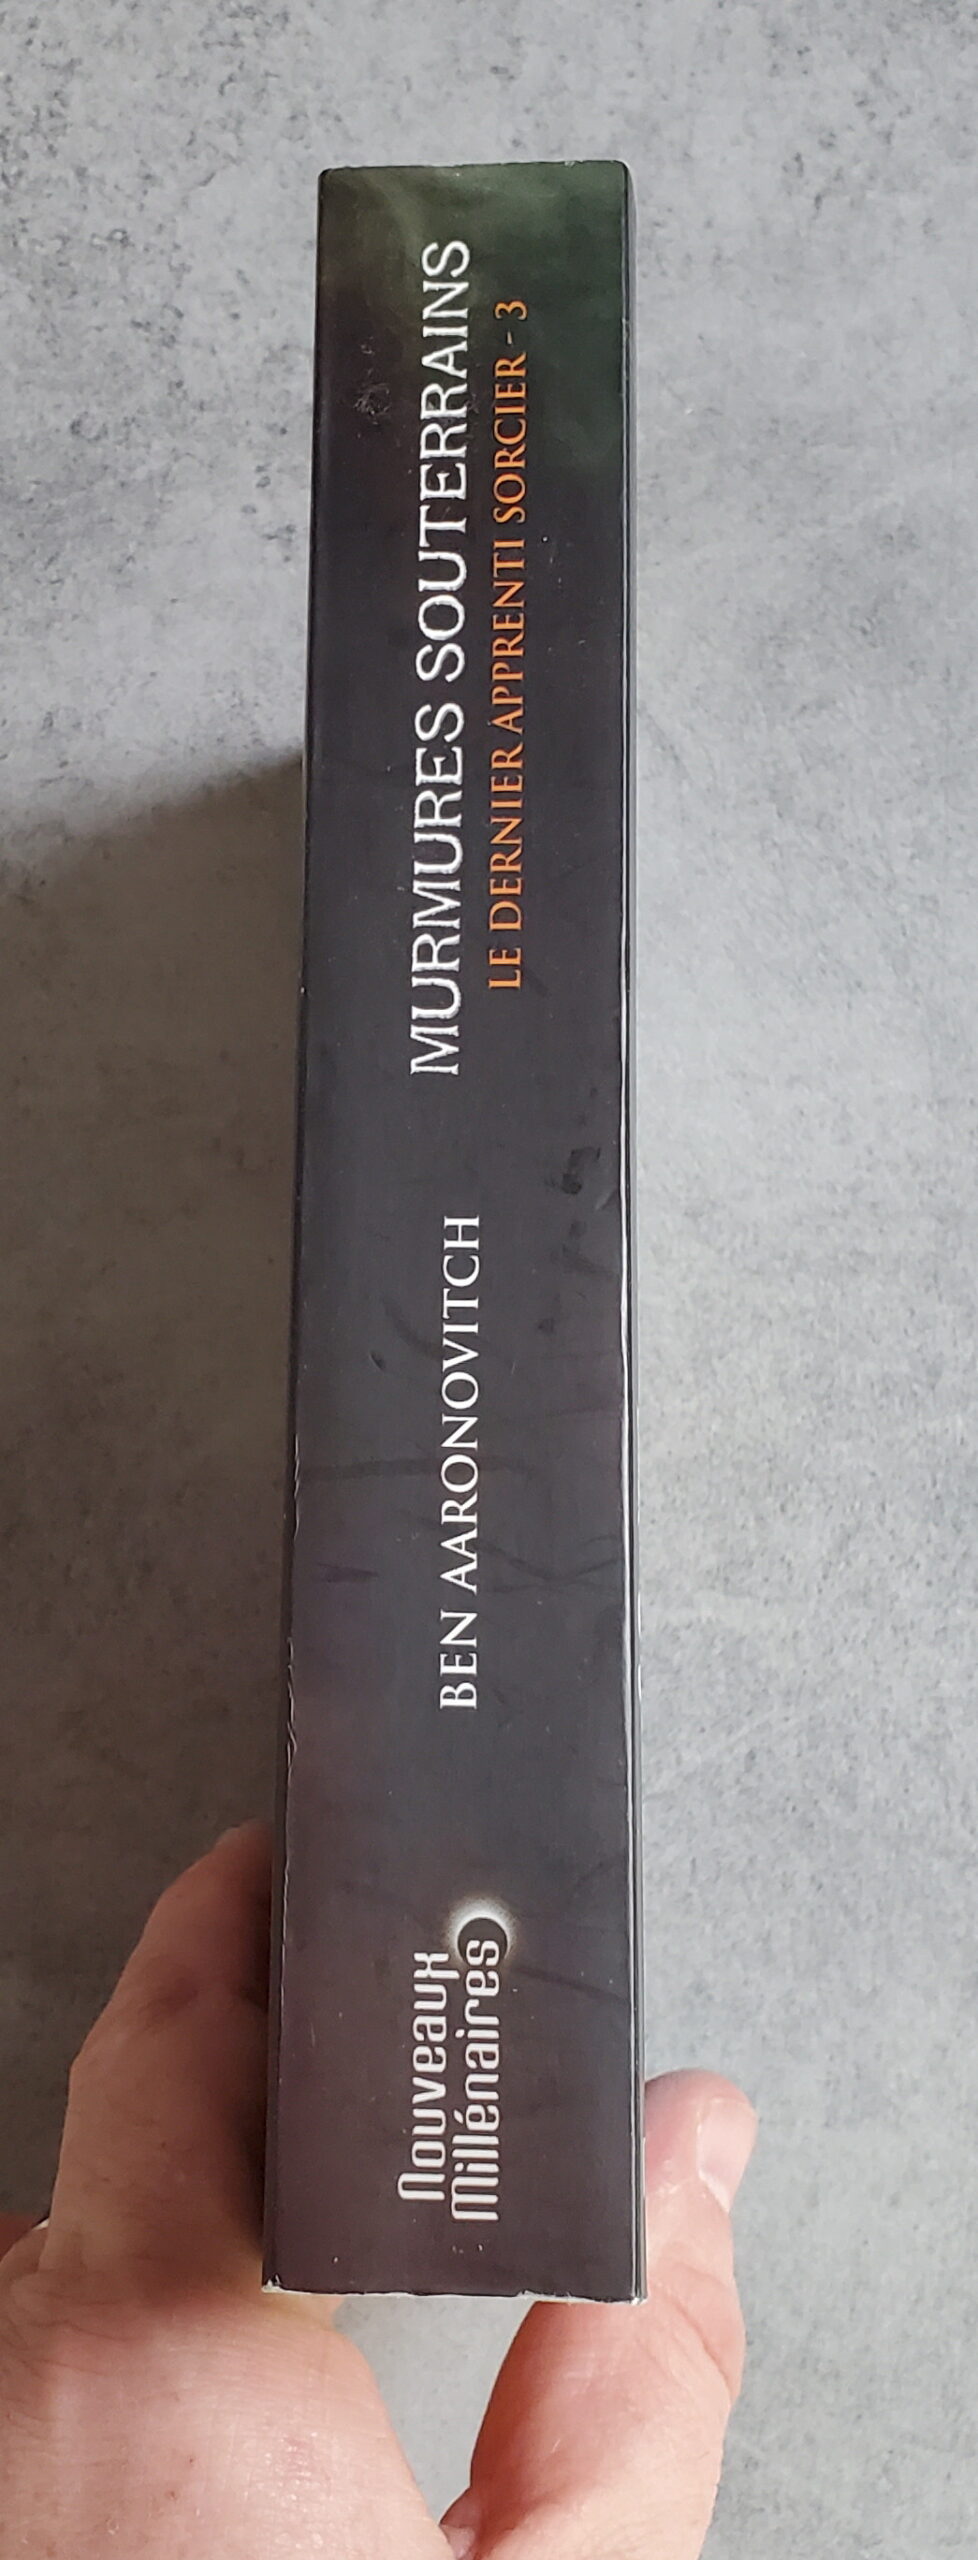 MURMURES SOUTERRAINS
LE DERNIER APPRENTI SORCIER - 3
BEN AARONOVITCH
Nouveaux
Millénaires